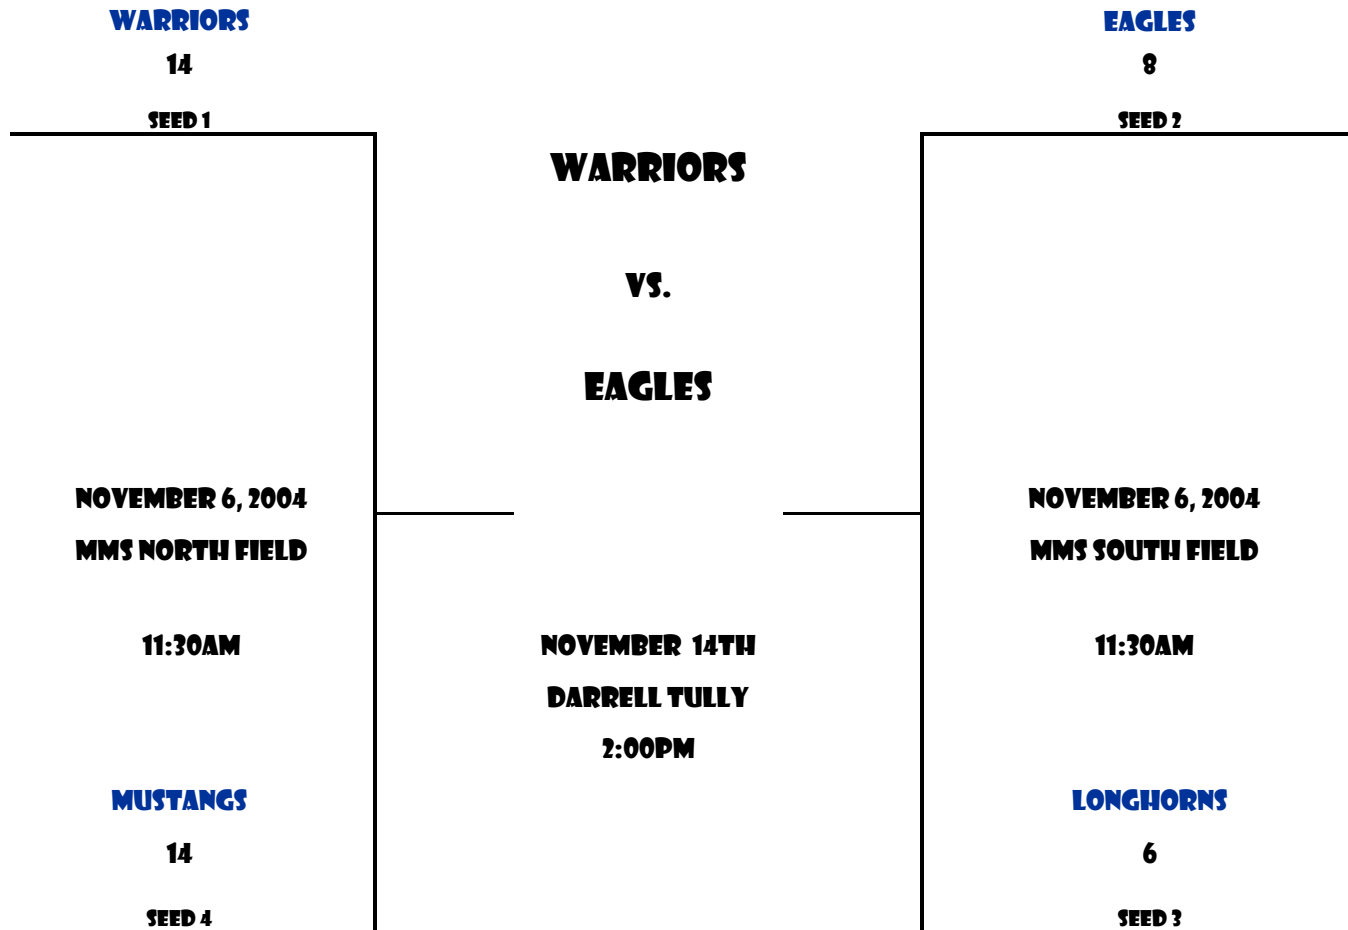 WARRIORS
14
SEED 1
EAGLES
8
SEED 2
WARRIORS
VS.
EAGLES
NOVEMBER 6, 2004
MMS NORTH FIELD
11:30AM
NOVEMBER 6, 2004
MMS SOUTH FIELD
11:30AM
NOVEMBER 14TH
DARRELL TULLY
2:00PM
MUSTANGS
14
SEED 4
LONGHORNS
6
SEED 3